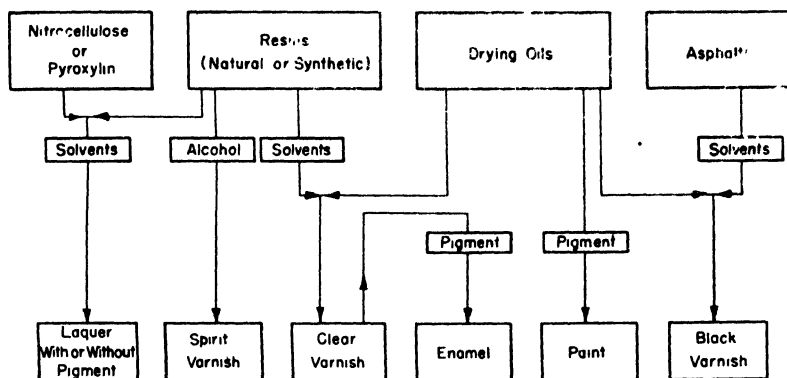 Nitrocellulose
or
Pyroxylin
(Natural or Synthetic)
Drying Oils
Solvents
Alcohol
Solvents
Solvents
Pigment
Pigment
Laquer
With or Without
Pigment
Spirit
Varnish
Clear
Varnish
Enamel
Paint
Black
Varnish